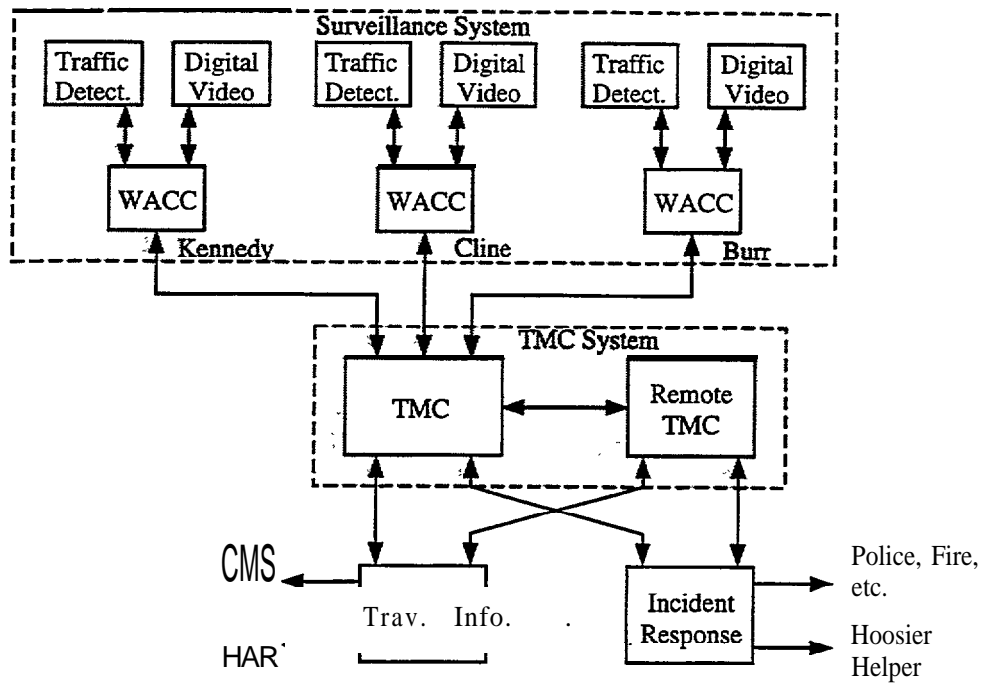 Surveillance System
Traffic
Detect.
Digital
Video
Traffic
Detect.
Digital
Video
Traffic
Detect.
Digital
Video
WACC
WACC
WACC
Kennedy
Cline
Burr
TMC System
TMC
Remote
TMC
CMS
HAR
Trav. Info.
Incident
Response
Police, Fire,
etc.
Hoosier
Helper